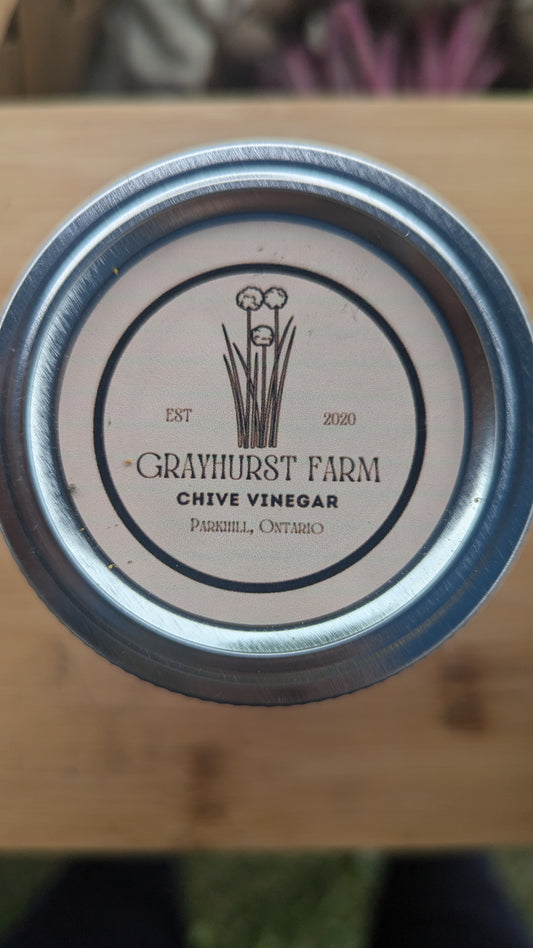 EST 2020
GRAYHURST FARM
CHIVE VINEGAR
PARKHILL, ONTARIO